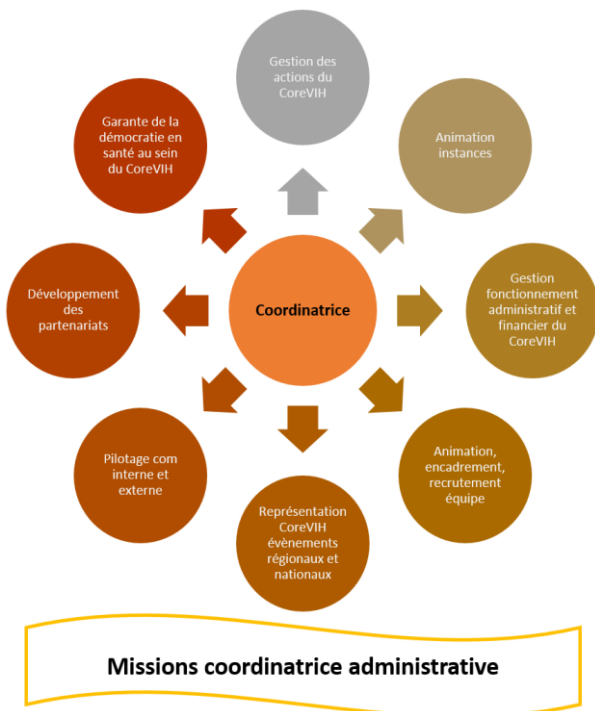 Gestion des
actions du
CoreVIH
Animation
instances
Gestion
fonctionnement
administratif et
financier du
CoreVIH
Animation,
encadrement,
recrutement
équipe
Représentation
CoreVIH
évènements
régionaux et
nationaux
Pilotage com
interne et
externe
Développement
des
partenariats
Garante de la
démocratie en
santé au sein
du CoreVIH
Coordinatrice
Missions coordinatrice administrative